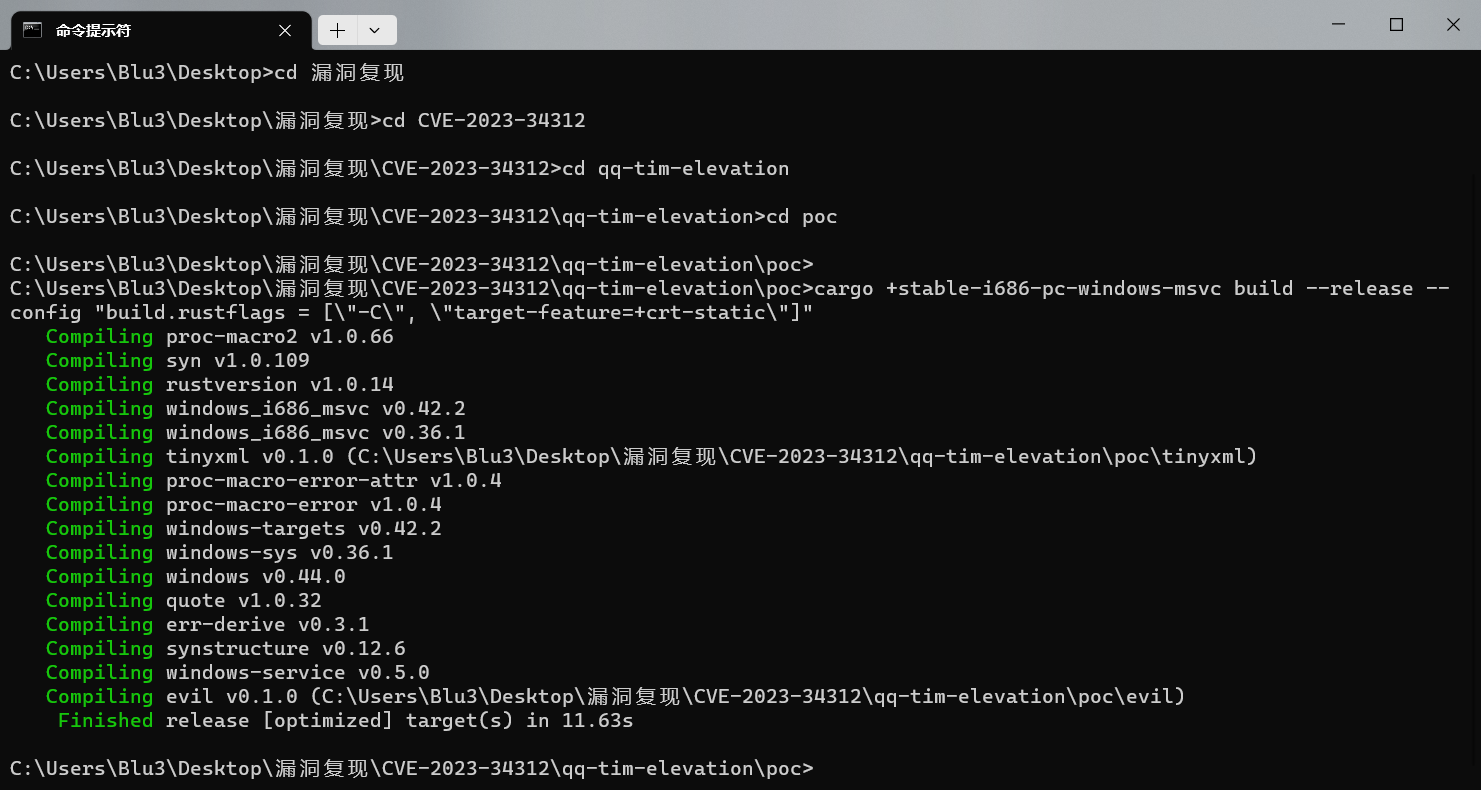 命令提示符
C:\Users\Blu3\Desktop>cd 漏洞复现
C:\Users\Blu3\Desktop\漏洞复现>cd CVE-2023-34312
C:\Users\Blu3\Desktop\漏洞复现\CVE-2023-34312>cd qq-tim-elevation
C:\Users\Blu3\Desktop\漏洞复现\CVE-2023-34312\qq-tim-elevation>cd poc
C:\Users\Blu3\Desktop\漏洞复现\CVE-2023-34312\qq-tim-elevation\poc>
C:\Users\Blu3\Desktop\漏洞复现\CVE-2023-34312\qq-tim-elevation\poc>cargo +stable-i686-pc-windows-msvc build --release --
config "build.rustflags = [\"-C\", \"target-feature=+crt-static\"]"
Compiling proc-macro2 v1.0.66
Compiling syn v1.0.109
Compiling rustversion v1.0.14
Compiling windows_i686_msvc v0.42.2
Compiling windows_i686_msvc v0.36.1
Compiling tinyxml v0.1.0 (C:\Users\Blu3\Desktop\漏洞复现\CVE-2023-34312\qq-tim-elevation\poc\tinyxml)
Compiling proc-macro-error-attr v1.0.4
Compiling proc-macro-error v1.0.4
Compiling windows-targets v0.42.2
Compiling windows-sys v0.36.1
Compiling windows v0.44.0
Compiling quote v1.0.32
Compiling err-derive v0.3.1
Compiling synstructure v0.12.6
Compiling windows-service v0.5.0
Compiling evil v0.1.0 (C:\Users\Blu3\Desktop\漏洞复现\CVE-2023-34312\qq-tim-elevation\poc\evil)
Finished release [optimized] target(s) in 11.63s
C:\Users\Blu3\Desktop\漏洞复现\CVE-2023-34312\qq-tim-elevation\poc>